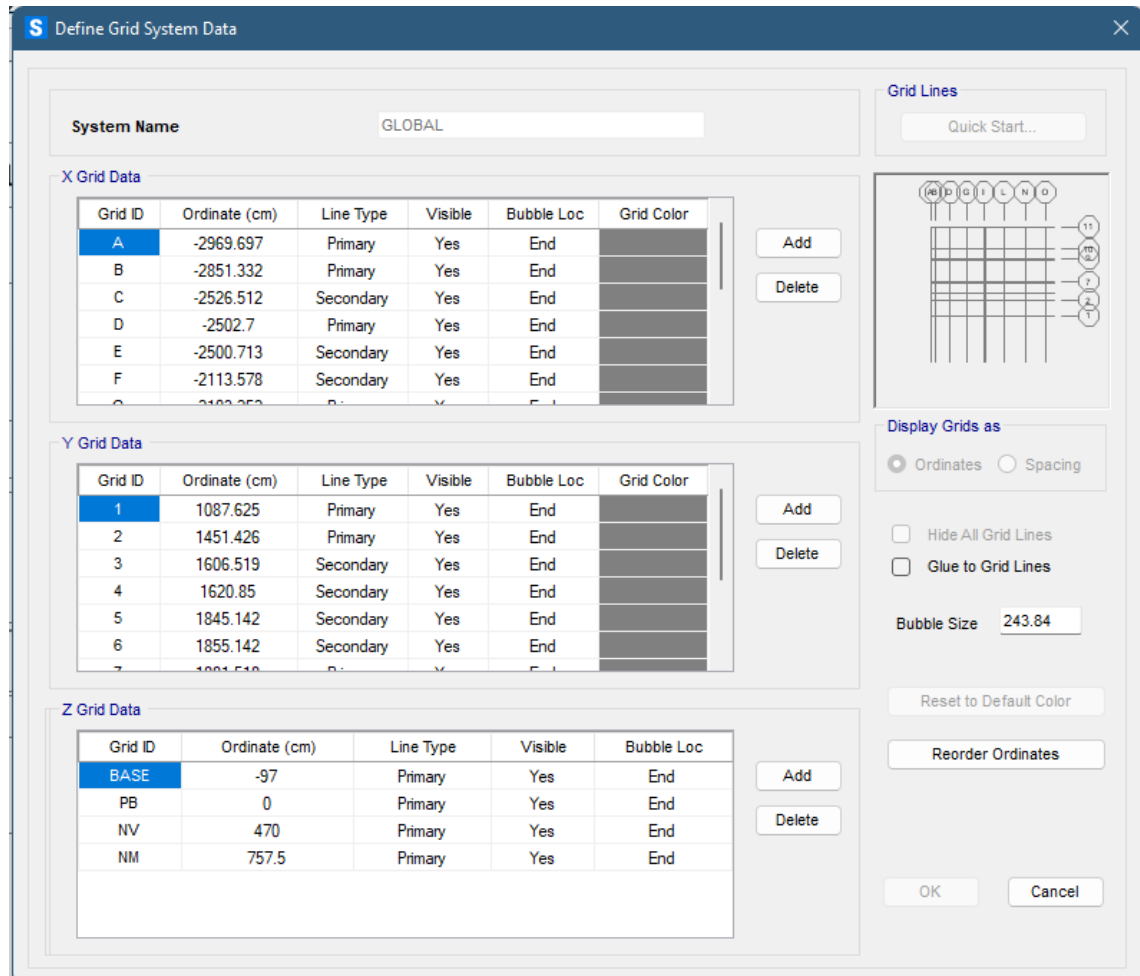 S Define Grid System Data
System Name GLOBAL
Grid Lines
Quick Start...
X Grid Data
Grid ID Ordinate (cm) Line Type Visible Bubble Loc Grid Color
A -2969.697 Primary Yes End
B -2851.332 Primary Yes End
C -2526.512 Secondary Yes End
D -2502.7 Primary Yes End
E -2500.713 Secondary Yes End
F -2113.578 Secondary Yes End
Add
Delete
A B D G I L N O
11
10
9
7
2
1
Y Grid Data
Grid ID Ordinate (cm) Line Type Visible Bubble Loc Grid Color
1 1087.625 Primary Yes End
2 1451.426 Primary Yes End
3 1606.519 Secondary Yes End
4 1620.85 Secondary Yes End
5 1845.142 Secondary Yes End
6 1855.142 Secondary Yes End
Add
Delete
Display Grids as
Ordinates Spacing
Hide All Grid Lines
Glue to Grid Lines
Bubble Size 243.84
Z Grid Data
Grid ID Ordinate (cm) Line Type Visible Bubble Loc
BASE -97 Primary Yes End
PB 0 Primary Yes End
NV 470 Primary Yes End
NM 757.5 Primary Yes End
Add
Delete
Reset to Default Color
Reorder Ordinates
OK Cancel